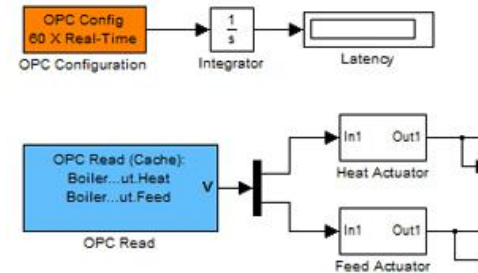 OPC Config
60 X Real-Time
OPC Configuration
1
s
Integrator
Latency
OPC Read (Cache):
Boiler...ut.Heat
Boiler...ut.Feed
V
OPC Read
In1 Out1
Heat Actuator
In1 Out1
Feed Actuator